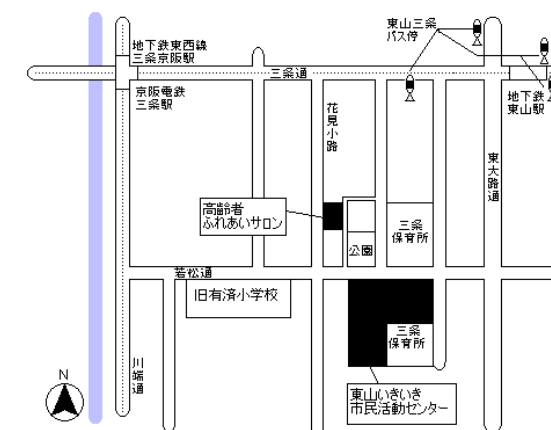 東山三条
バス停
地下鉄東西線
三条京阪駅
三条通
京阪電鉄
三条駅
地下鉄
東山駅
花見小路
東大路通
高齢者
ふれあいサロン
三条
保育所
公園
若松通
旧有済小学校
三条
保育所
川端通
N
東山いきいき
市民活動センター